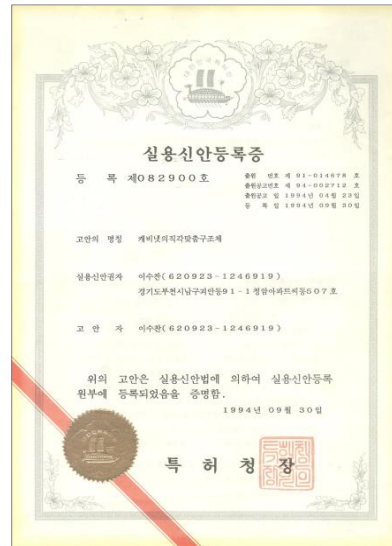 실용신안등록증
등 록 제082900호
출원 번호 제 91-014678 호
출원공고번호 제 94-002712 호
출원공고 일 1994년 04월 23일
등 록 일 1994년 09월 30일
고안의 명칭 캐비넷의직각맞춤구조체
실용신안권자 이수찬(620923-1246919)
경기도부천시남구괴안동91-1청암아파트씨동507호
고 안 자 이수찬(620923-1246919)
위의 고안은 실용신안법에 의하여 실용신안등록
원부에 등록되었음을 증명함.
1994년 09월 30일
특 허 청 장